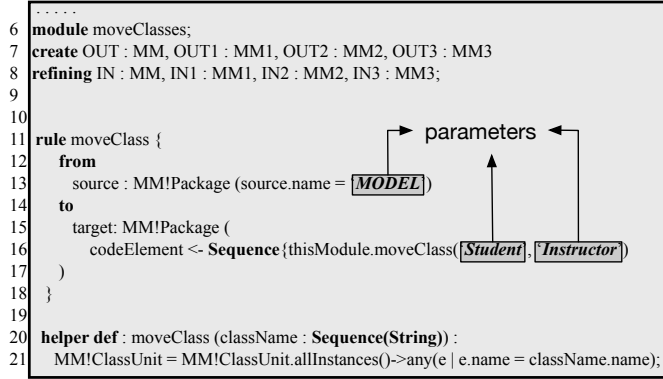 . . . . .
6 module moveClasses;
7 create OUT : MM, OUT1 : MM1, OUT2 : MM2, OUT3 : MM3
8 refining IN : MM, IN1 : MM1, IN2 : MM2, IN3 : MM3;
9
10
11 rule moveClass {
parameters
12 from
13 source : MM!Package (source.name = 'MODEL')
14 to
15 target: MM!Package (
16 codeElement <- Sequence{thisModule.moveClass('Student', 'Instructor')
17 )
18 }
19
20 helper def : moveClass (className : Sequence(String)) :
21 MM!ClassUnit = MM!ClassUnit.allInstances()->any(e | e.name = className.name);